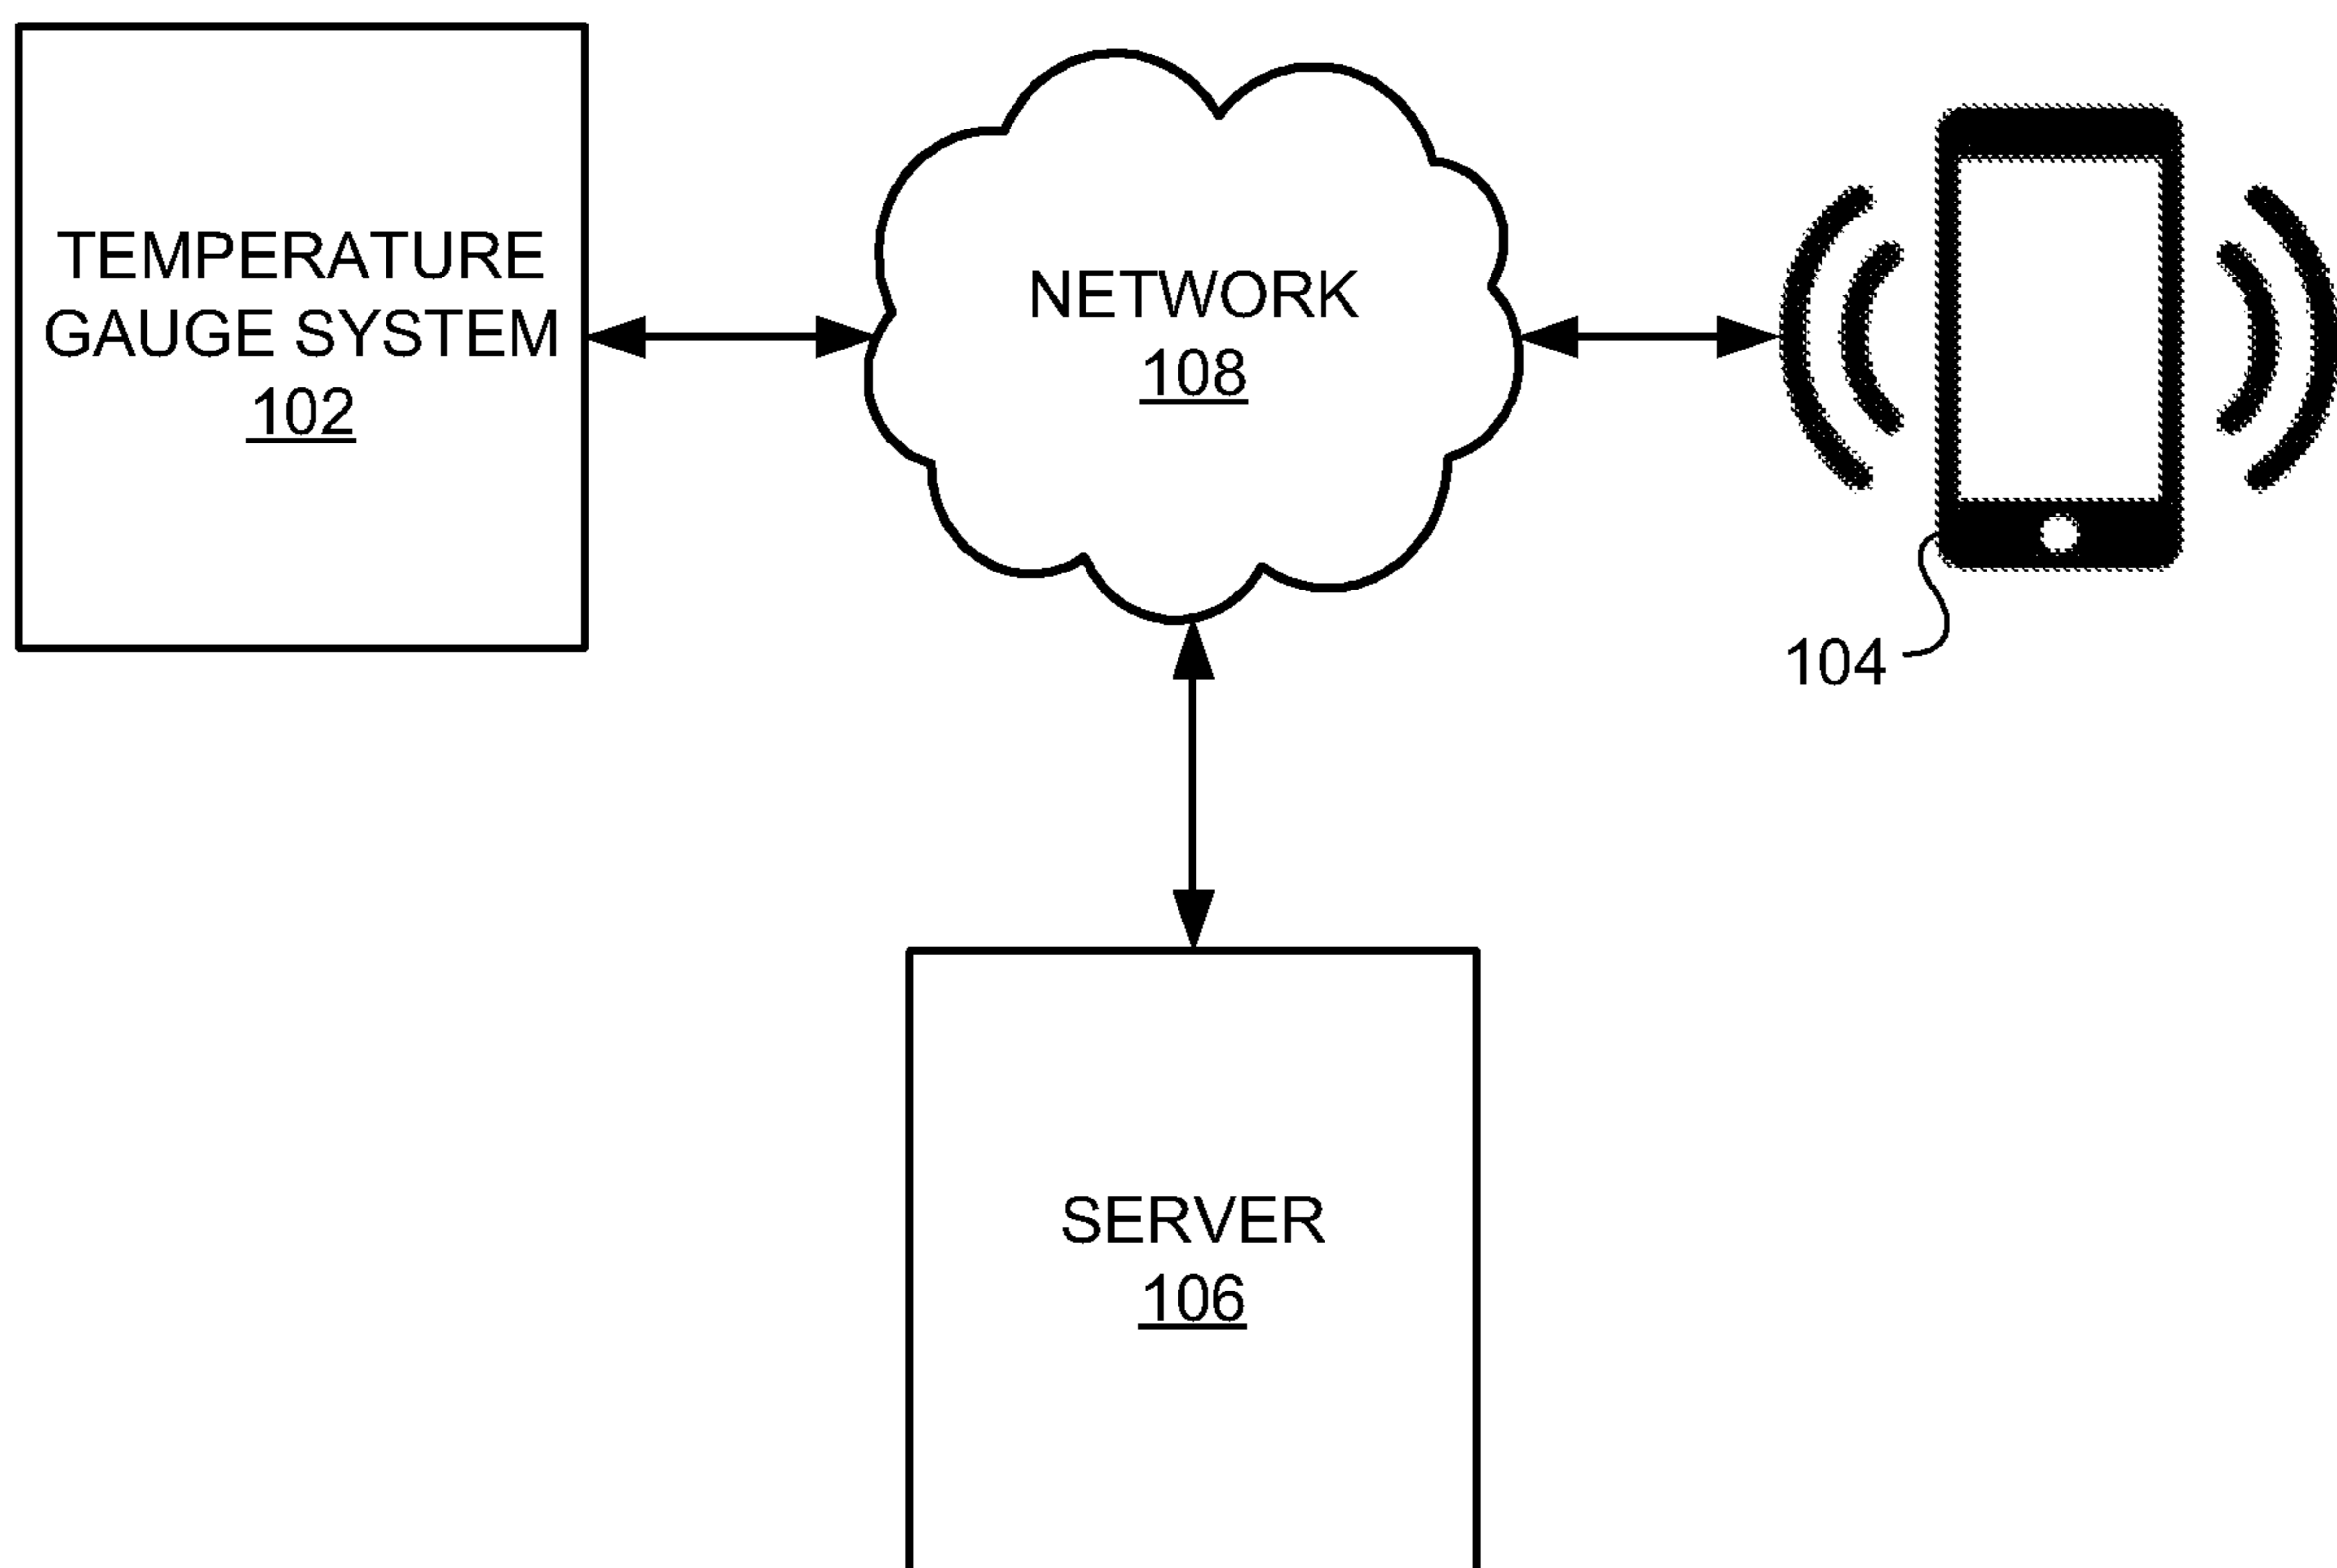 TEMPERATURE
GAUGE SYSTEM
102
NETWORK
108
104
SERVER
106